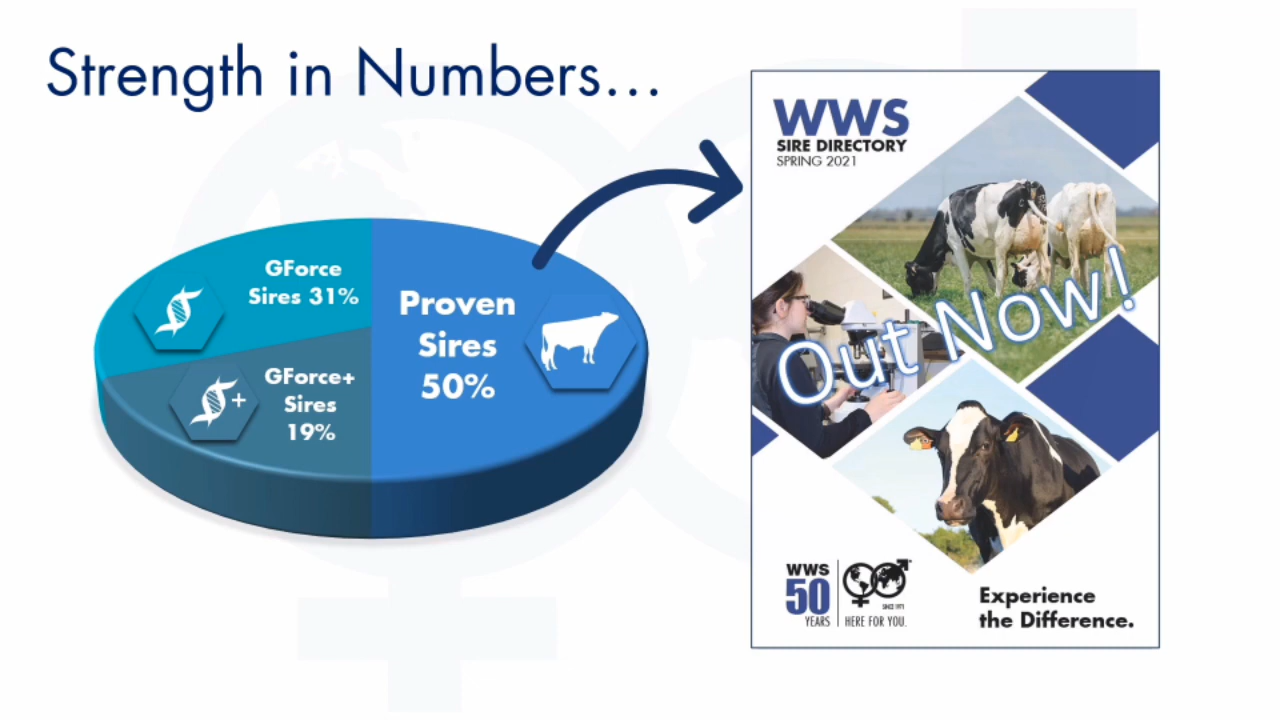 Strength in Numbers...
GForce
Sires 31%
GForce+
Sires
19%
Proven
Sires
50%
WWS
SIRE DIRECTORY
SPRING 2021
Out Now!
WWS
50
YEARS
SINCE 1971
HERE FOR YOU.
Experience
the Difference.